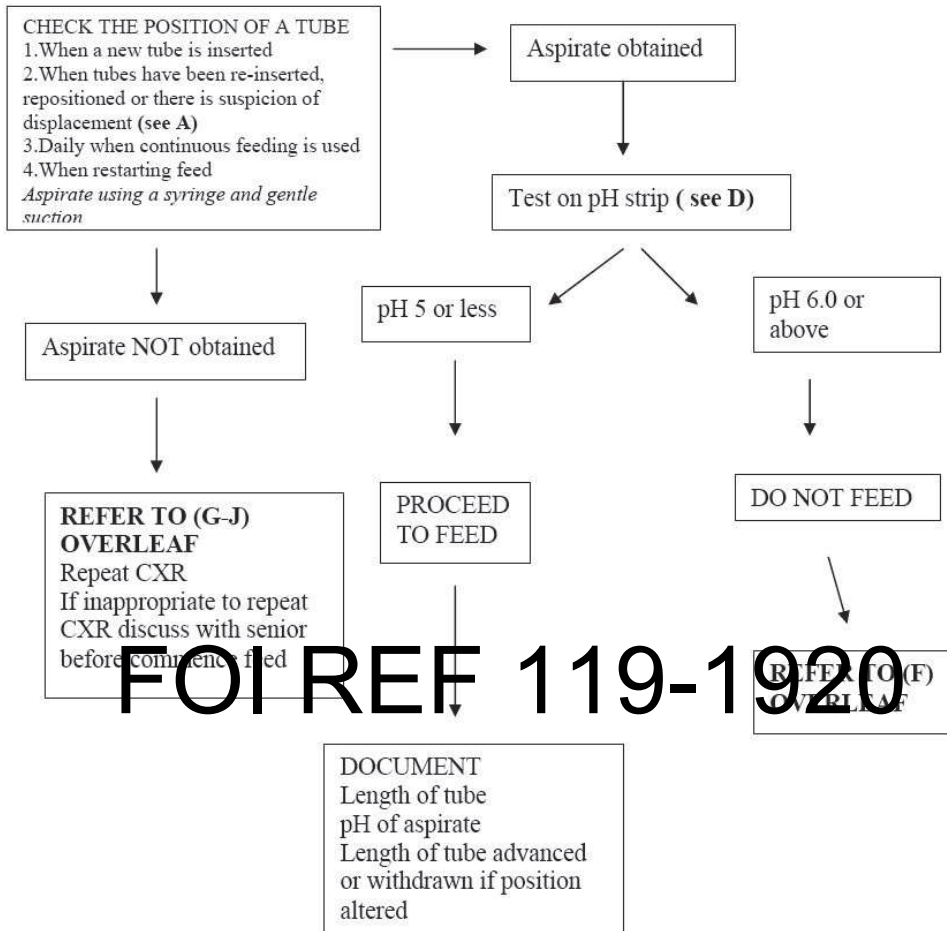 CHECK THE POSITION OF A TUBE
1.When a new tube is inserted
2.When tubes have been re-inserted,
repositioned or there is suspicion of
displacement (see A)
3.Daily when continuous feeding is used
4.When restarting feed
Aspirate using a syringe and gentle
suction
Aspirate obtained
Test on pH strip ( see D)
pH 5 or less
pH 6.0 or
above
Aspirate NOT obtained
REFER TO (G-J)
OVERLEAF
Repeat CXR
If inappropriate to repeat
CXR discuss with senior
before commence feed
PROCEED
TO FEED
DO NOT FEED
REFER TO (F)
OVERLEAF
FOI REF 119-1920
DOCUMENT
Length of tube
pH of aspirate
Length of tube advanced
or withdrawn if position
altered